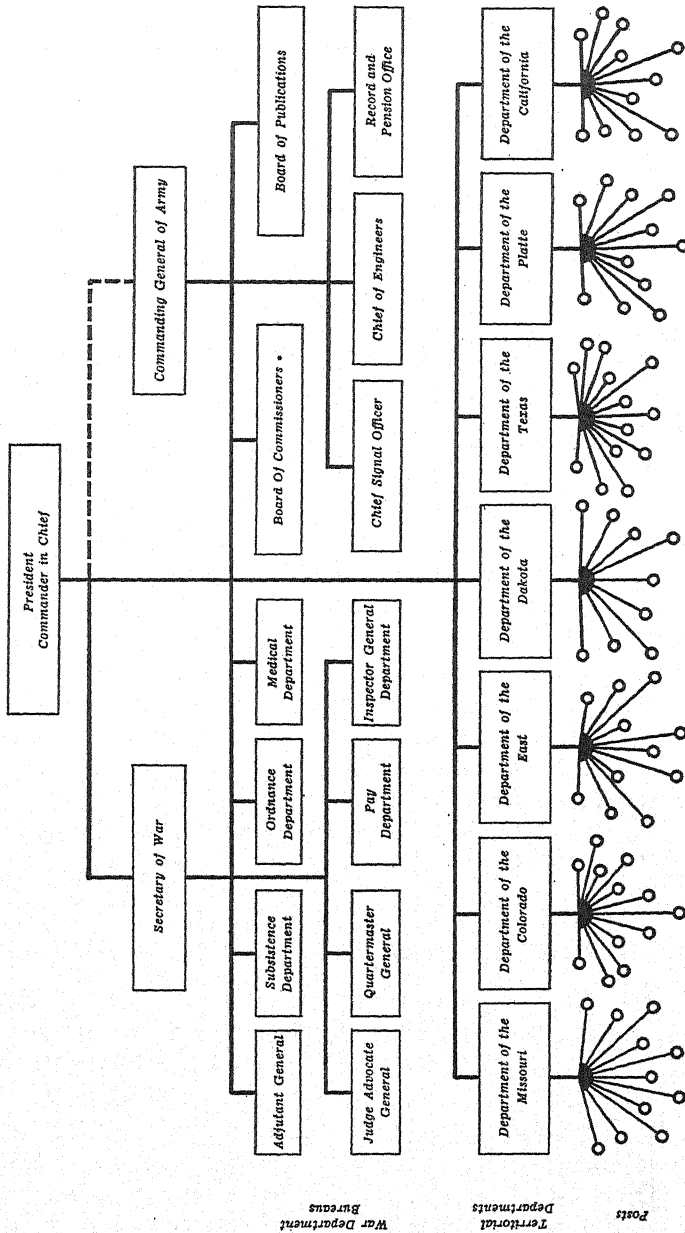 President
Commander in Chief
Secretary of War
Commanding General of Army
War Department
Bureaus
Adjutant General
Subsistence
Department
Ordnance
Department
Medical
Department
Board Of Commissioners *
Board of Publications
Judge Advocate
General
Quartermaster
General
Pay
Department
Inspector General
Department
Chief Signal Officer
Chief of Engineers
Record and
Pension Office
Territorial
Departments
Department of the
Missouri
Department of the
Colorado
Department of the
East
Department of the
Dakota
Department of the
Texas
Department of the
Platte
Department of the
California
Posts